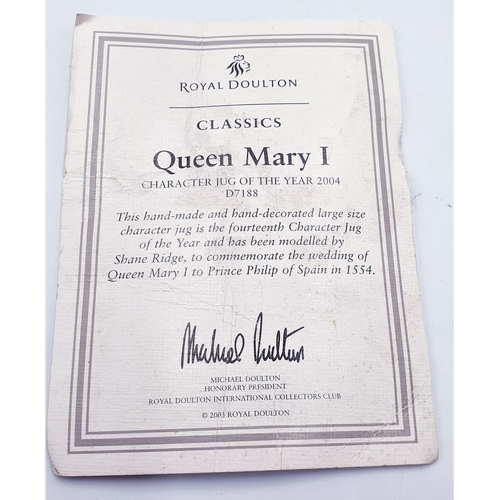 ROYAL DOULTON
CLASSICS
Queen Mary I
CHARACTER JUG OF THE YEAR 2004
D7188
This hand-made and hand-decorated large size
character jug is the fourteenth Character Jug
of the Year and has been modelled by
Shane Ridge, to commemorate the wedding of
Queen Mary I to Prince Philip of Spain in 1554.
Michael Doulton
MICHAEL DOULTON
HONORARY PRESIDENT
ROYAL DOULTON INTERNATIONAL COLLECTORS CLUB
© 2003 ROYAL DOULTON